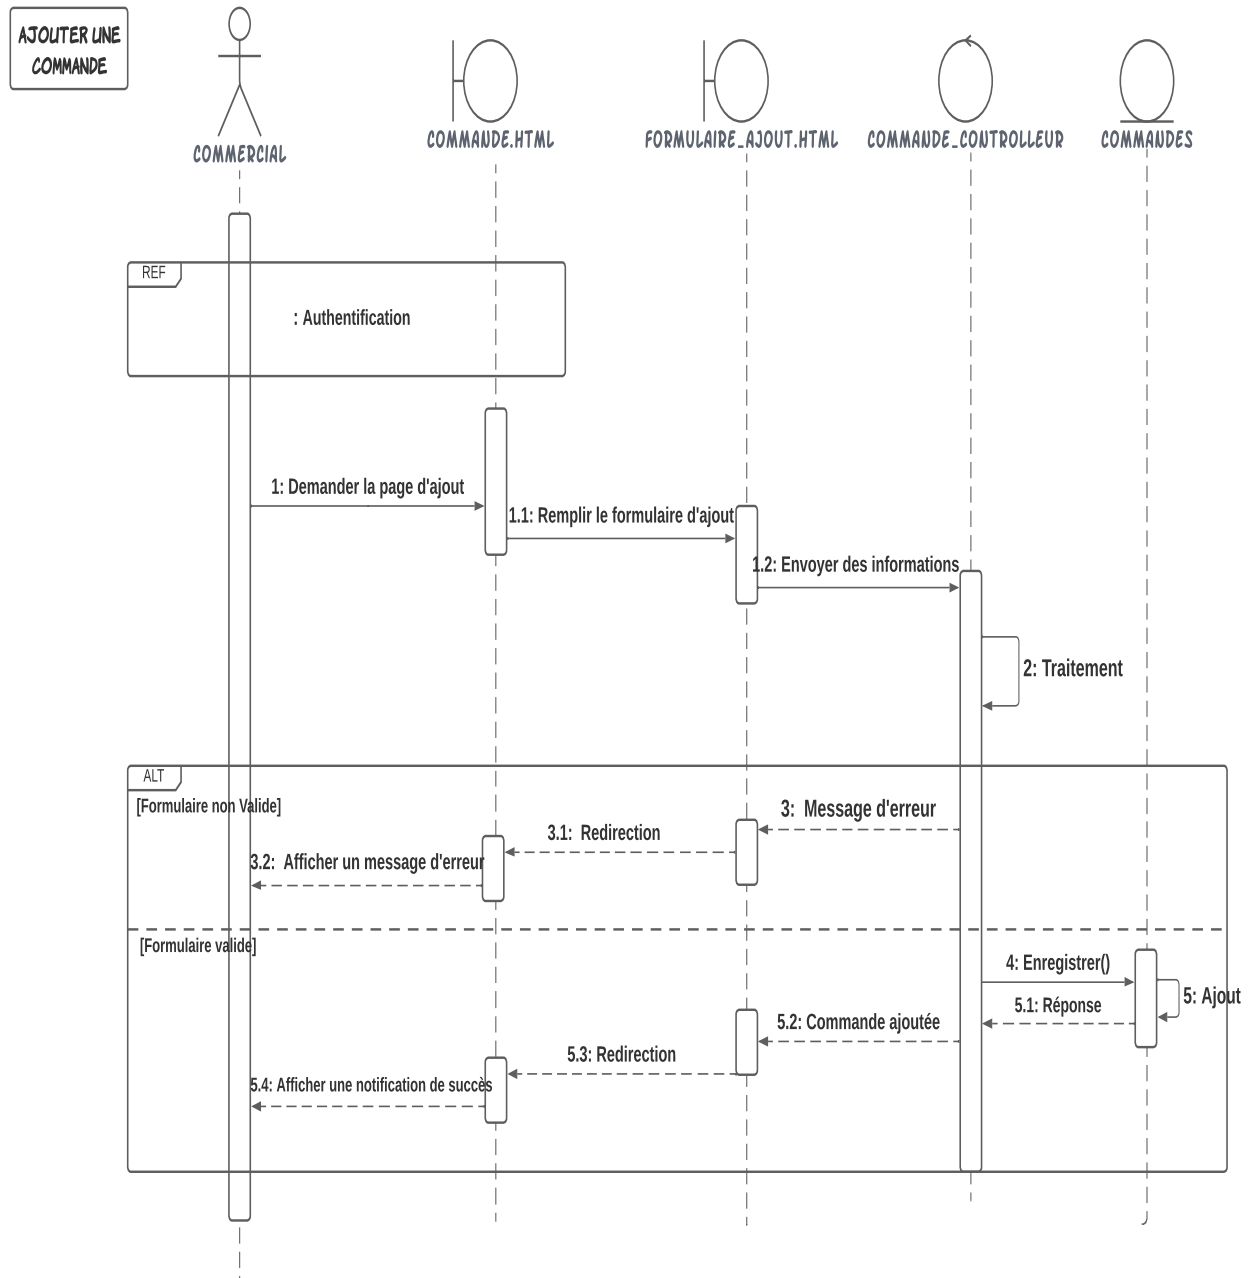 AJOUTER UNE
COMMANDE
COMMERCIAL
COMMANDE.HTML
FORMULAIRE_AJOUT.HTML
COMMANDE_CONTROLLEUR
COMMANDES
REF
: Authentification
1: Demander la page d'ajout
1.1: Remplir le formulaire d'ajout
1.2: Envoyer des informations
2: Traitement
ALT
[Formulaire non Valide]
3:  Message d'erreur
3.1:  Redirection
3.2:  Afficher un message d'erreur
[Formulaire valide]
4: Enregistrer()
5: Ajout
5.1: Réponse
5.2: Commande ajoutée
5.3: Redirection
5.4: Afficher une notification de succès